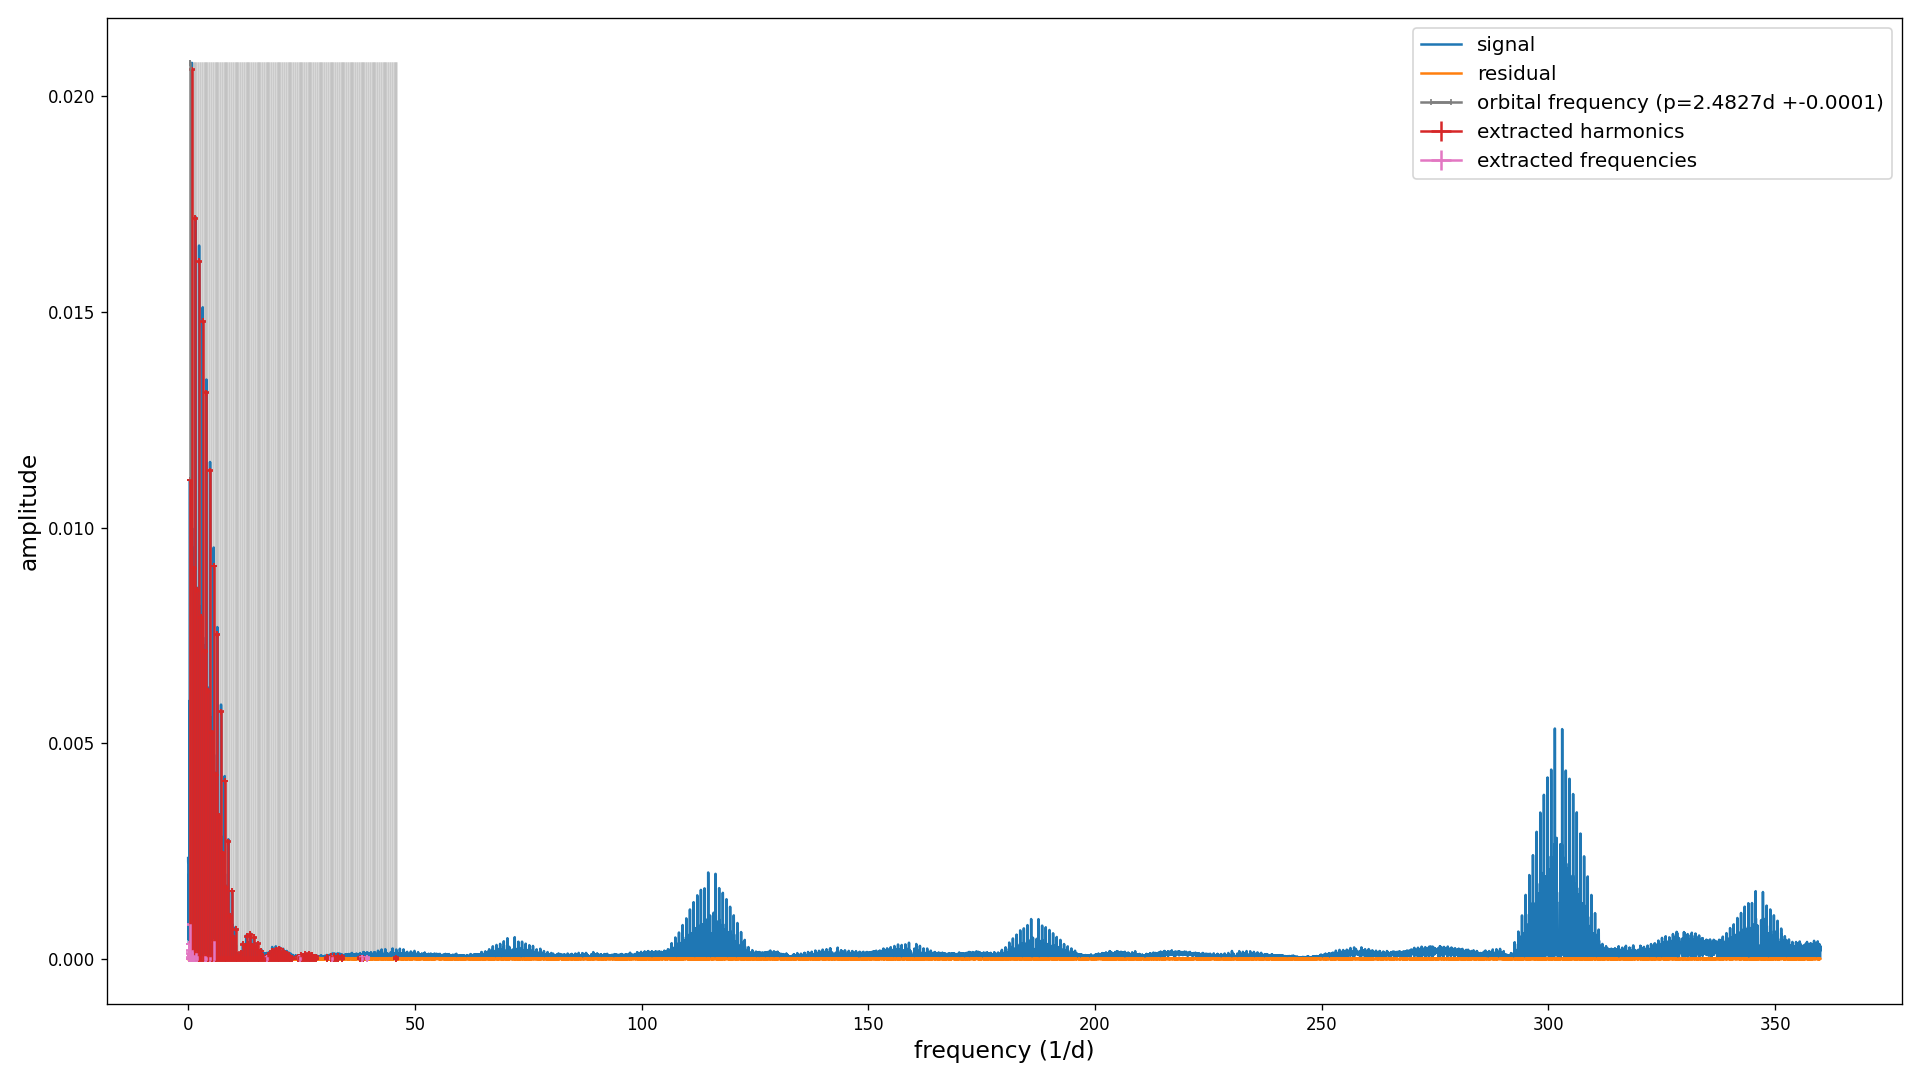 signal
residual
orbital frequency (p=2.4827d +-0.0001)
extracted harmonics
extracted frequencies
amplitude
0.020
0.015
0.010
0.005
0.000
0 50 100 150 200 250 300 350
frequency (1/d)